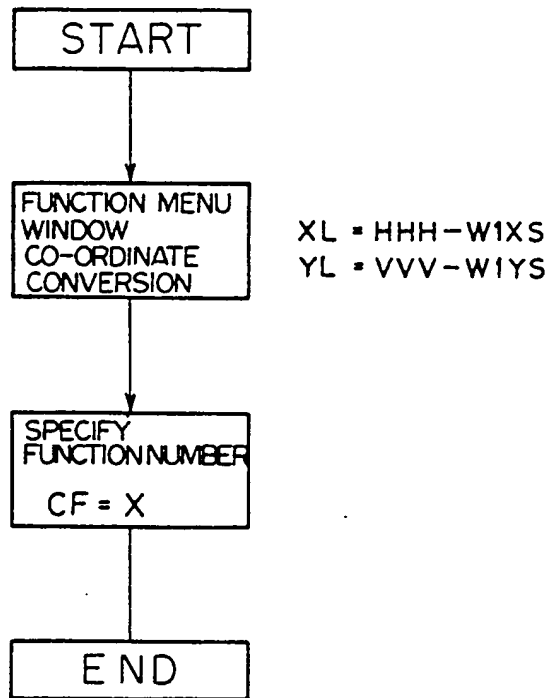 START
FUNCTION MENU
WINDOW
CO-ORDINATE
CONVERSION
XL = HHH-W1XS
YL = VVV-W1YS
SPECIFY
FUNCTION NUMBER
CF = X
END